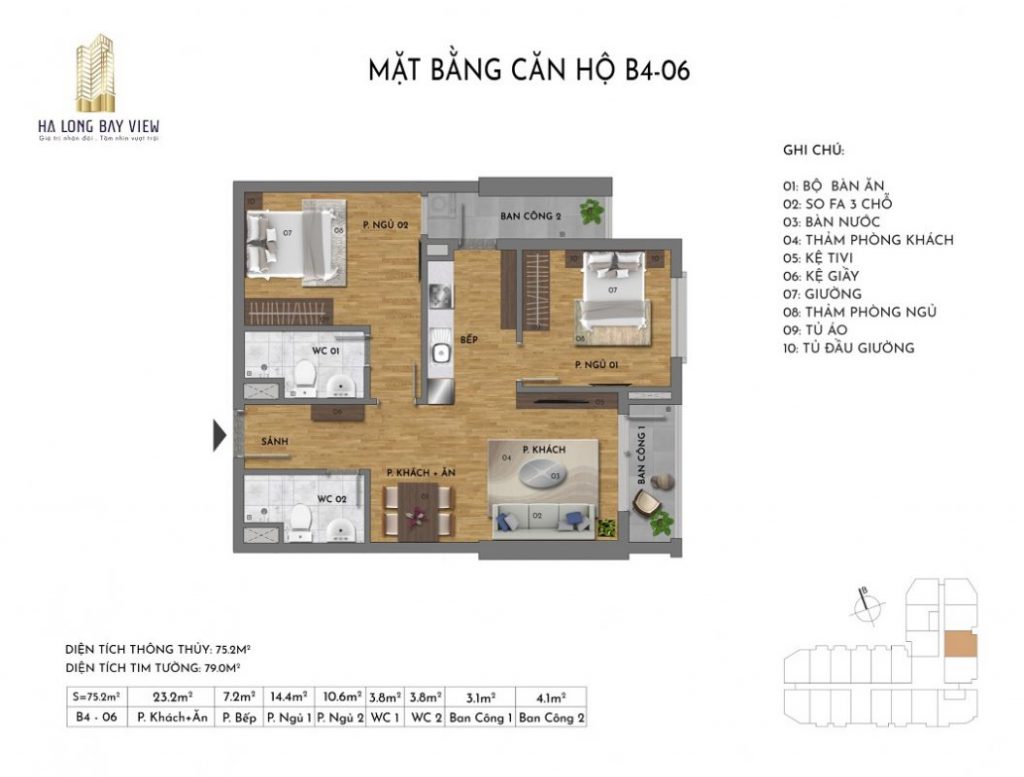 MẶT BẰNG CĂN HỘ B4-06
HA LONG BAY VIEW
Giá trị nhân đôi . Tầm nhìn vượt trội
GHI CHÚ:
01: BỘ BÀN ĂN
02: SO FA 3 CHỖ
03: BÀN NƯỚC
04: THẢM PHÒNG KHÁCH
05: KỆ TIVI
06: KỆ GIẦY
07: GIƯỜNG
08: THẢM PHÒNG NGỦ
09: TỦ ÁO
10: TỦ ĐẦU GIƯỜNG
10
P. NGỦ 02
BAN CÔNG 2
07
08
10
10
07
BẾP
08
WC 01
P. NGỦ 01
06
05
SẢNH
P. KHÁCH
BAN CÔNG 1
04
P. KHÁCH + ĂN
03
WC 02
01
02
B
DIỆN TÍCH THÔNG THỦY: 75.2M²
DIỆN TÍCH TIM TƯỜNG: 79.0M²
S=75.2m² 23.2m² 7.2m² 14.4m² 10.6m² 3.8m² 3.8m² 3.1m² 4.1m²
B4 - 06 P. Khách+Ăn P. Bếp P. Ngủ 1 P. Ngủ 2 WC 1 WC 2 Ban Công 1 Ban Công 2